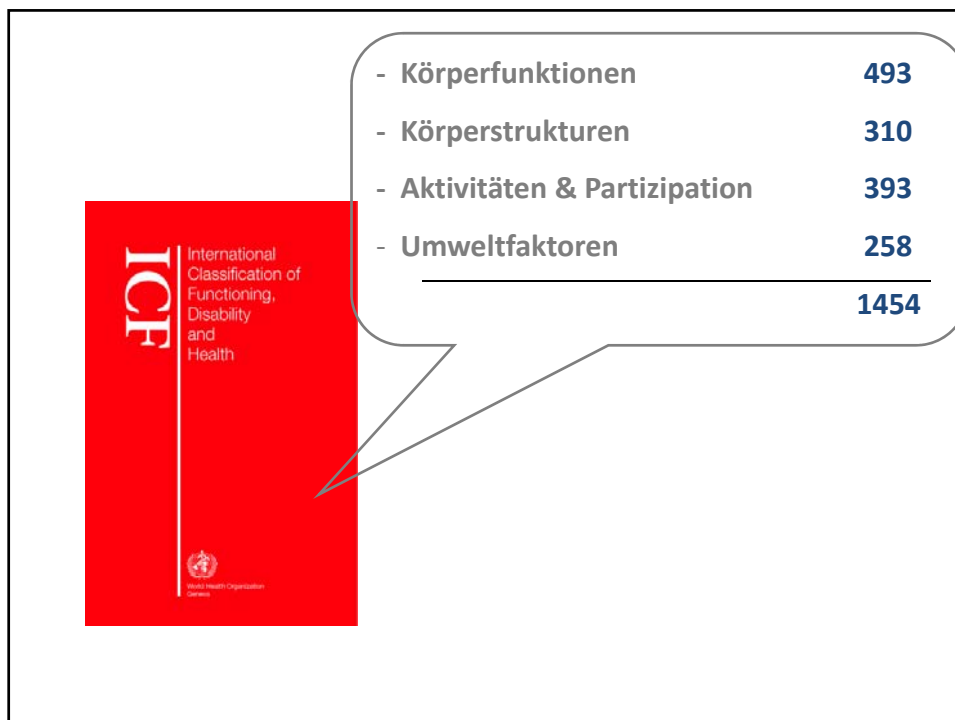 - Körperfunktionen 493
- Körperstrukturen 310
- Aktivitäten & Partizipation 393
- Umweltfaktoren 258
1454
ICF
International
Classification of
Functioning,
Disability
and
Health
World Health Organization
Geneva